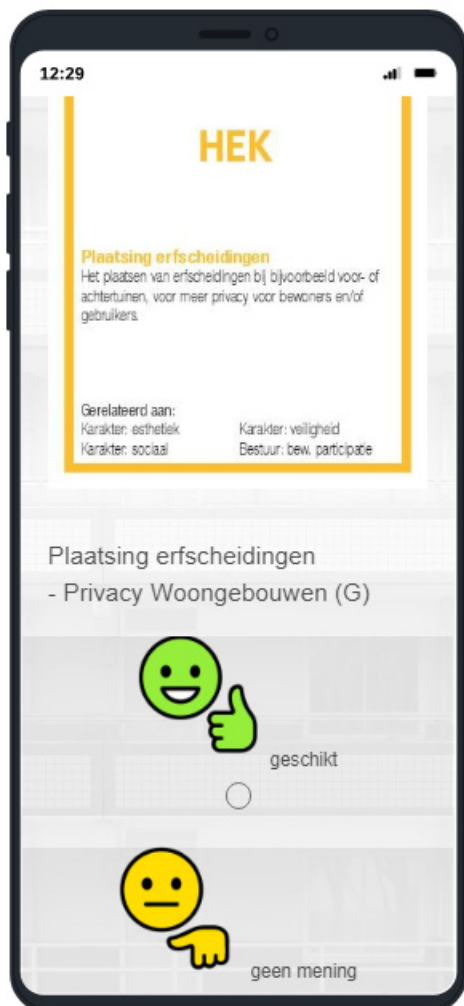 12:29
HEK
Plaatsing erfscheidingen
Het plaatsen van erfscheidingen bij bijvoorbeeld voor- of
achtertuinen, voor meer privacy voor bewoners en/of
gebruikers.
Gerelateerd aan:
Karakter: esthetiek Karakter: veiligheid
Karakter: sociaal Bestuur: bew. participatie
Plaatsing erfscheidingen
- Privacy Woongebouwen (G)
geschikt
geen mening